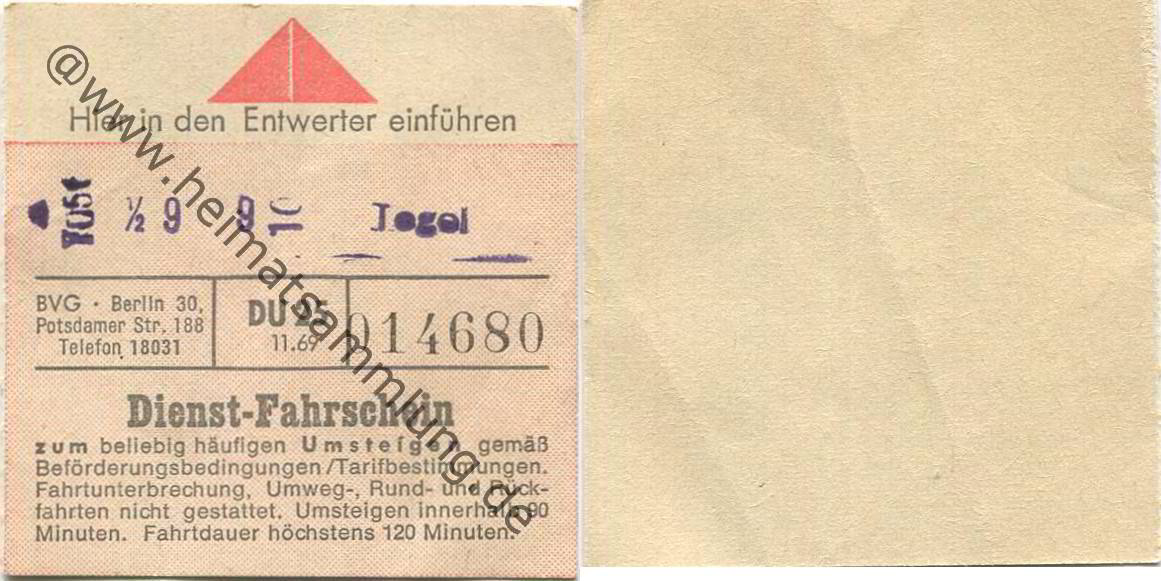 Hier in den Entwerter einführen
½ 9 9 10 Tegel
BVG · Berlin 30,
Potsdamer Str. 188
Telefon 18031
DU 25
11.69
014680
Dienst-Fahrschein
zum beliebig häufigen Umsteigen gemäß
Beförderungsbedingungen/Tarifbestimmungen.
Fahrtunterbrechung, Umweg-, Rund- und Rück-
fahrten nicht gestattet. Umsteigen innerhalb 90
Minuten. Fahrtdauer höchstens 120 Minuten.
@www.heimatsammlung.de